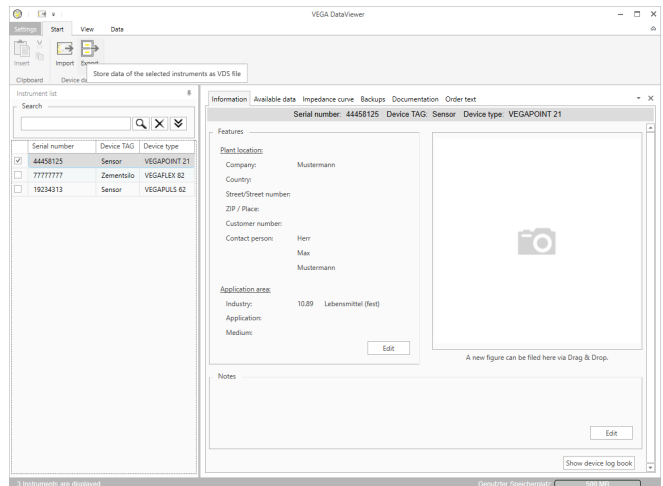 VEGA DataViewer
Settings Start View Data
Insert Import Export
Clipboard Device da
Store data of the selected instruments as VDS file
Instrument list
Search
Serial number Device TAG Device type
44458125 Sensor VEGAPOINT 21
77777777 Zementsilo VEGAFLEX 82
19234313 Sensor VEGAPULS 62
Information Available data Impedance curve Backups Documentation Order text
Serial number: 44458125 Device TAG: Sensor Device type: VEGAPOINT 21
Features
Plant location:
Company: Mustermann
Country:
Street/Street number:
ZIP / Place:
Customer number:
Contact person: Herr
Max
Mustermann
Application area:
Industry: 10.89 Lebensmittel (fest)
Application:
Medium:
Edit
A new figure can be filed here via Drag & Drop.
Notes
Edit
Show device log book
3 Instruments are displayed Genutzter Speicherplatz: 500 MB